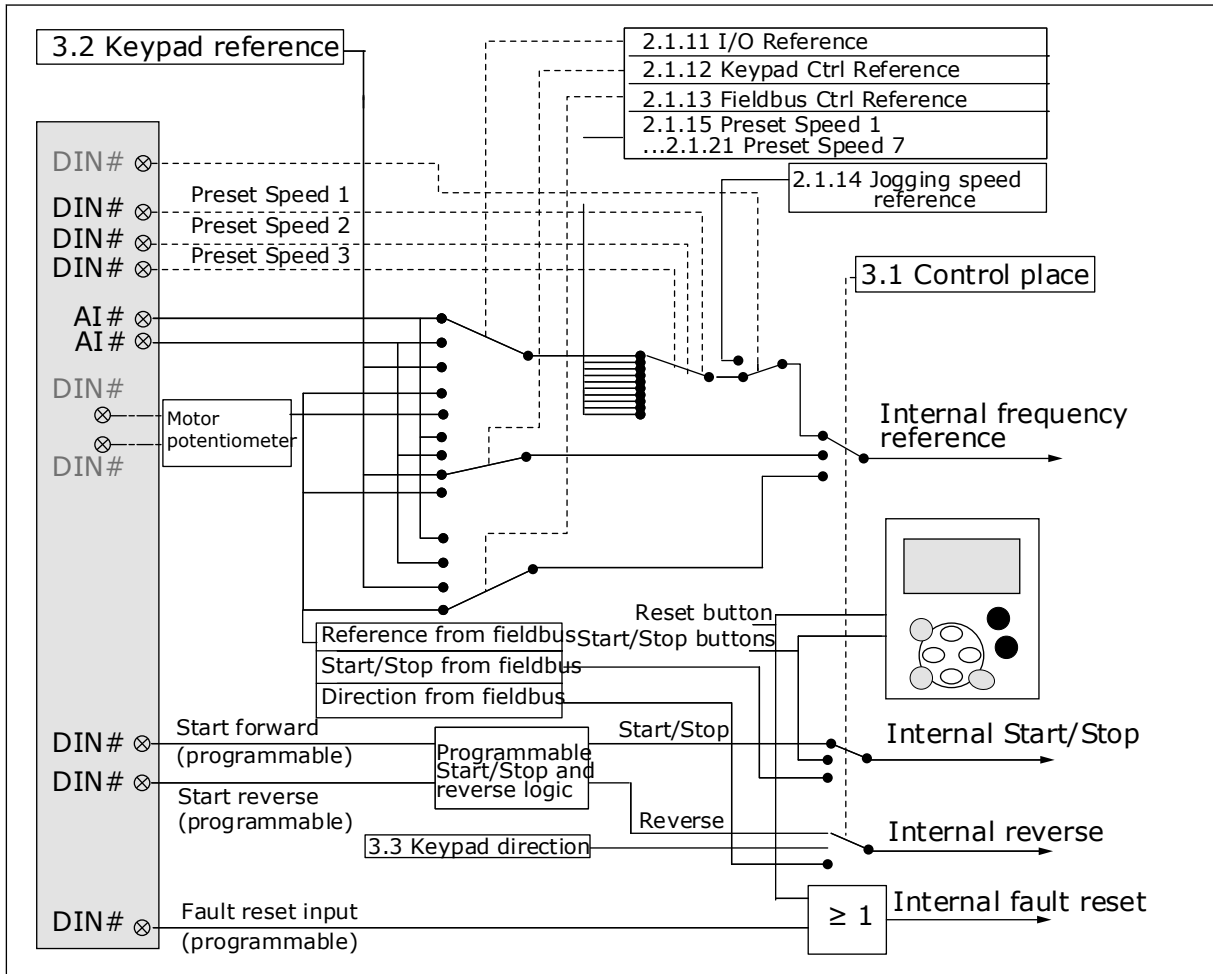 3.2 Keypad reference
2.1.11 I/O Reference
2.1.12 Keypad Ctrl Reference
2.1.13 Fieldbus Ctrl Reference
2.1.15 Preset Speed 1
...2.1.21 Preset Speed 7
2.1.14 Jogging speed
reference
3.1 Control place
DIN#
DIN#
Preset Speed 1
DIN#
Preset Speed 2
DIN#
Preset Speed 3
AI#
AI#
DIN#
Motor
potentiometer
DIN#
Internal frequency
reference
Reset button
Start/Stop buttons
Reference from fieldbus
Start/Stop from fieldbus
Direction from fieldbus
DIN#
Start forward
(programmable)
DIN#
Start reverse
(programmable)
Programmable
Start/Stop and
reverse logic
Start/Stop
Internal Start/Stop
Reverse
3.3 Keypad direction
Internal reverse
DIN#
Fault reset input
(programmable)
≥ 1
Internal fault reset